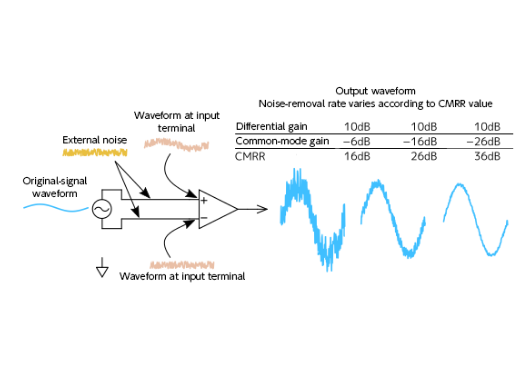 Output waveform
Noise-removal rate varies according to CMRR value
Differential gain 10dB 10dB 10dB
Common-mode gain −6dB −16dB −26dB
CMRR 16dB 26dB 36dB
Waveform at input
terminal
External noise
Original-signal
waveform
+
−
Waveform at input terminal